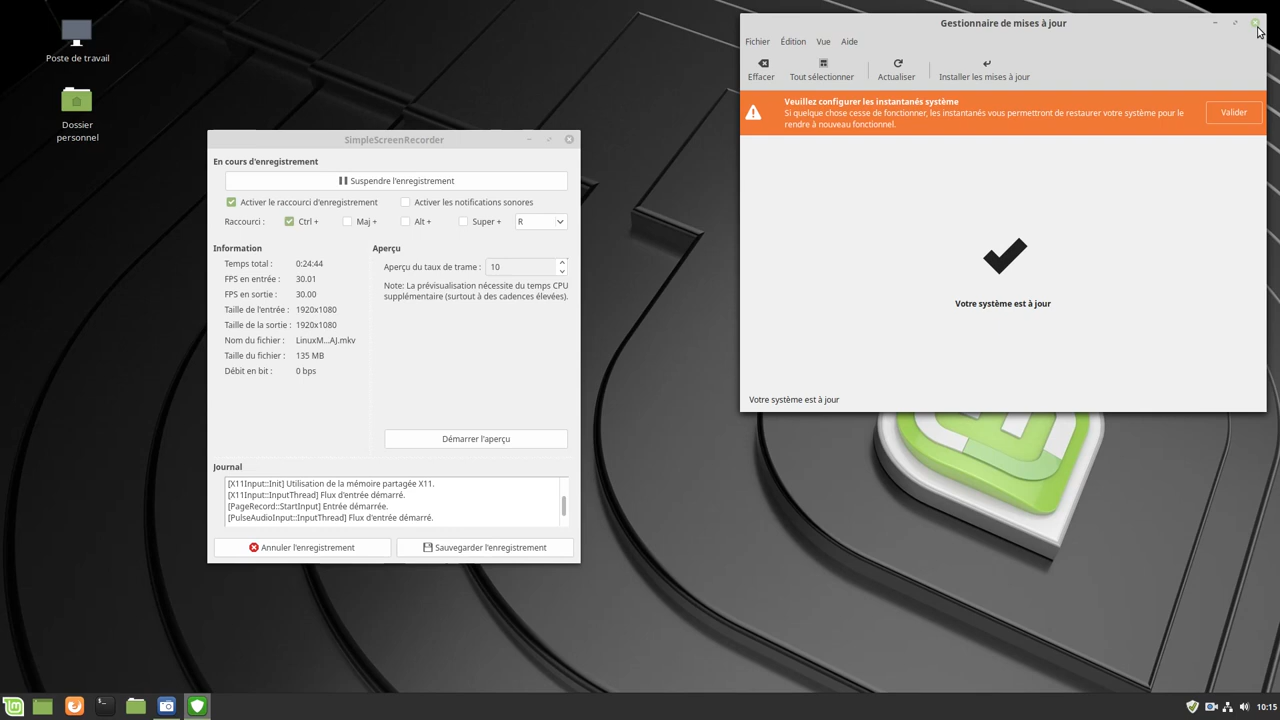 Poste de travail
Dossier
personnel
SimpleScreenRecorder
En cours d'enregistrement
Suspendre l'enregistrement
Activer le raccourci d'enregistrement
Activer les notifications sonores
Raccourci :
Ctrl +
Maj +
Alt +
Super +
R
Information
Temps total : 0:24:44
FPS en entrée : 30.01
FPS en sortie : 30.00
Taille de l'entrée : 1920x1080
Taille de la sortie : 1920x1080
Nom du fichier : LinuxM...AJ.mkv
Taille du fichier : 135 MB
Débit en bit : 0 bps
Aperçu
Aperçu du taux de trame : 10
Note: La prévisualisation nécesite du temps CPU
supplémentaire (surtout à des cadences élevées).
Démarrer l'aperçu
Journal
[X11Input::Init] Utilisation de la mémoire partagée X11.
[X11Input::InputThread] Flux d'entrée démarré.
[PageRecord::StartInput] Entrée démarrée.
[PulseAudioInput::InputThread] Flux d'entrée démarré.
Annuler l'enregistrement
Sauvegarder l'enregistrement
Gestionnaire de mises à jour
Fichier Édition Vue Aide
Effacer
Tout sélectionner
Actualiser
Installer les mises à jour
Veuillez configurer les instantanés système
Si quelque chose cesse de fonctionner, les instantanés vous permettront de restaurer votre système pour le
rendre à nouveau fonctionnel.
Valider
Votre système est à jour
Votre système est à jour
10:15